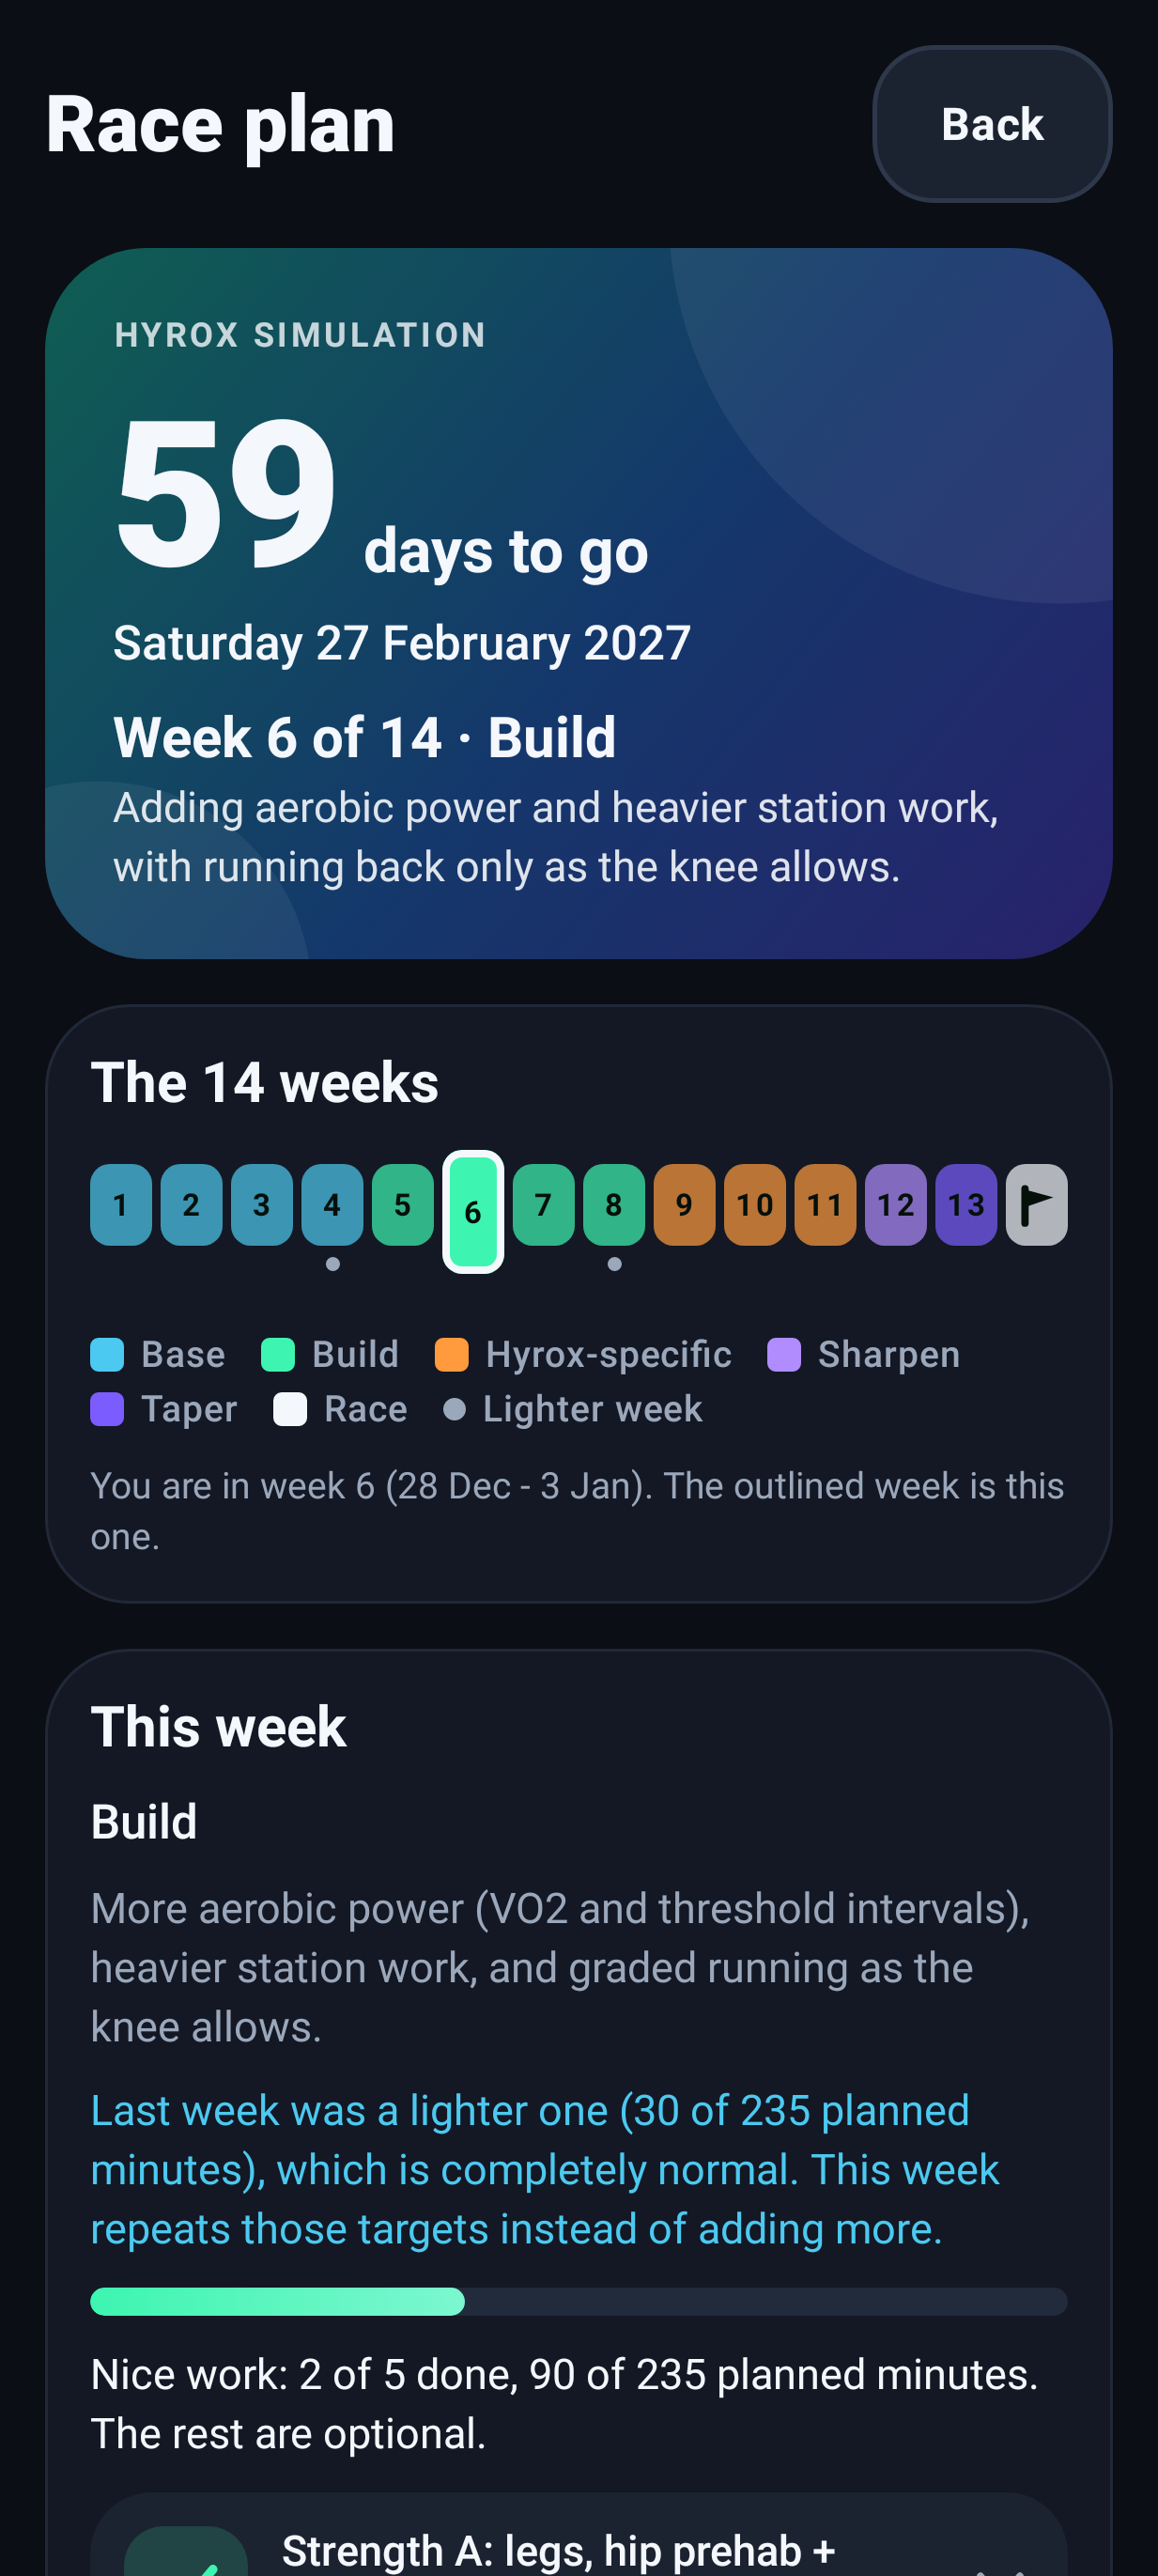 Race plan
Back
HYROX SIMULATION
59 days to go
Saturday 27 February 2027
Week 6 of 14 · Build
Adding aerobic power and heavier station work,
with running back only as the knee allows.
The 14 weeks
1 2 3 4 5 6 7 8 9 10 11 12 13
Base Build Hyrox-specific Sharpen
Taper Race Lighter week
You are in week 6 (28 Dec - 3 Jan). The outlined week is this
one.
This week
Build
More aerobic power (VO2 and threshold intervals),
heavier station work, and graded running as the
knee allows.
Last week was a lighter one (30 of 235 planned
minutes), which is completely normal. This week
repeats those targets instead of adding more.
Nice work: 2 of 5 done, 90 of 235 planned minutes.
The rest are optional.
Strength A: legs, hip prehab +